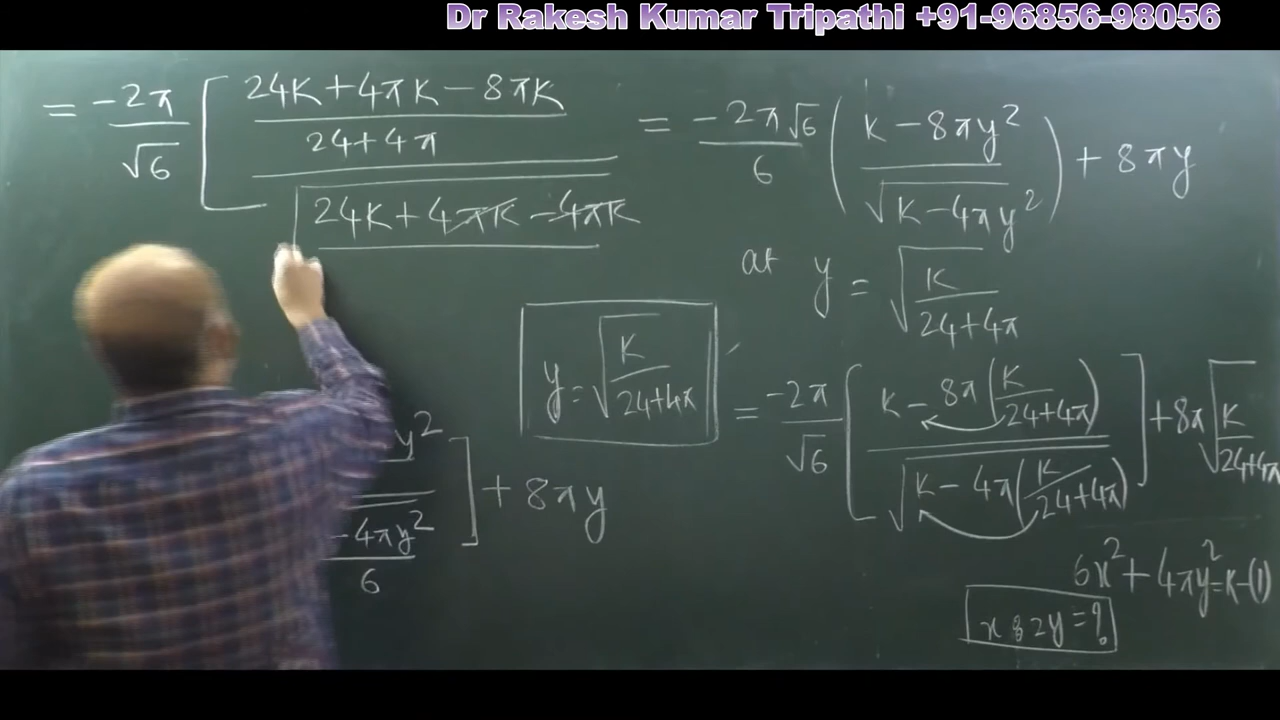 Dr Rakesh Kumar Tripathi +91-96856-98056
= -2π/√6 [ (24K+4πK-8πK)/(24+4π) / √(24K+4πK-4πK)
= -2π√6/6 ( (K-8πy²)/√(K-4πy²) ) + 8πy
at y = √(K/(24+4π))
y = √(K/(24+4π))
= -2π/√6 [ (K - 8π(K/(24+4π))) / √(K - 4π(K/(24+4π))) ] + 8π√(K/(24+4π))
y² / (-4πy²/6) ] + 8πy
6x² + 4πy² = K-(1)
x : 2y = ?